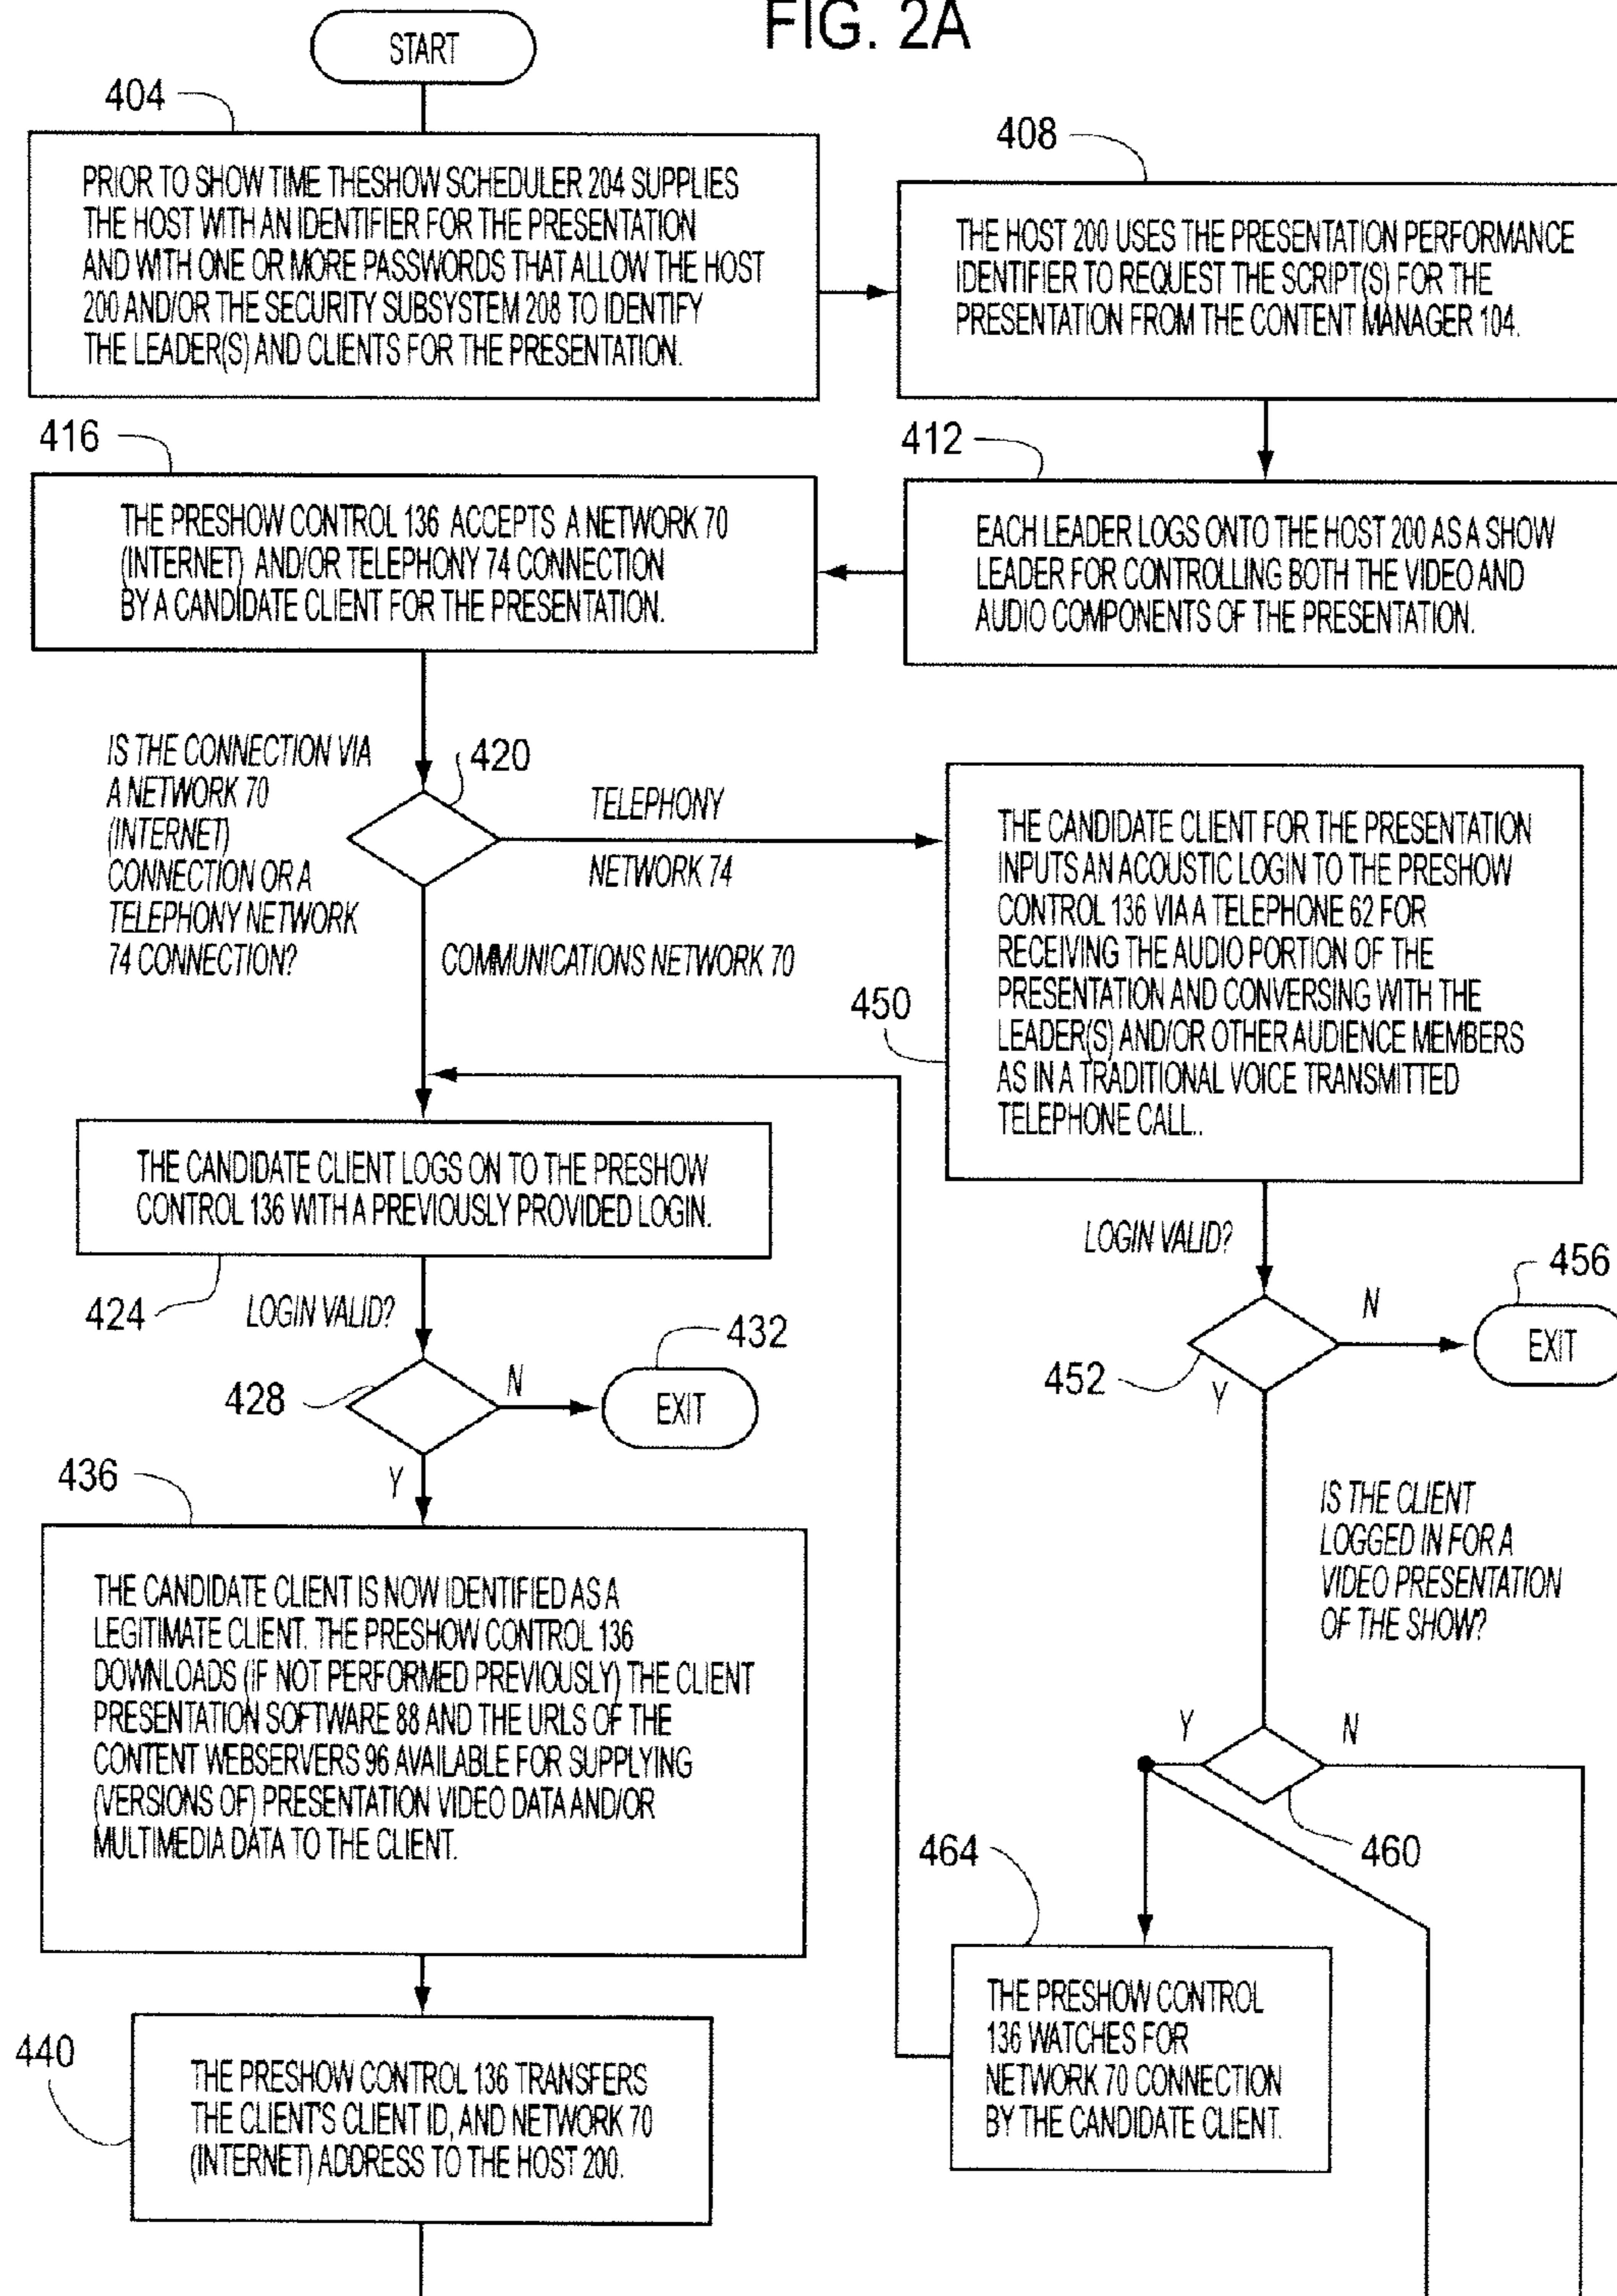 FIG. 2A
START
404
PRIOR TO SHOW TIME THESHOW SCHEDULER 204 SUPPLIES
THE HOST WITH AN IDENTIFIER FOR THE PRESENTATION
AND WITH ONE OR MORE PASSWORDS THAT ALLOW THE HOST
200 AND/OR THE SECURITY SUBSYSTEM 208 TO IDENTIFY
THE LEADER(S) AND CLIENTS FOR THE PRESENTATION.
408
THE HOST 200 USES THE PRESENTATION PERFORMANCE
IDENTIFIER TO REQUEST THE SCRIPT(S) FOR THE
PRESENTATION FROM THE CONTENT MANAGER 104.
412
EACH LEADER LOGS ONTO THE HOST 200 AS A SHOW
LEADER FOR CONTROLLING BOTH THE VIDEO AND
AUDIO COMPONENTS OF THE PRESENTATION.
416
THE PRESHOW CONTROL 136 ACCEPTS A NETWORK 70
(INTERNET) AND/OR TELEPHONY 74 CONNECTION
BY A CANDIDATE CLIENT FOR THE PRESENTATION.
IS THE CONNECTION VIA
A NETWORK 70
(INTERNET)
CONNECTION OR A
TELEPHONY NETWORK
74 CONNECTION?
420
TELEPHONY
NETWORK 74
COMMUNICATIONS NETWORK 70
450
THE CANDIDATE CLIENT FOR THE PRESENTATION
INPUTS AN ACOUSTIC LOGIN TO THE PRESHOW
CONTROL 136 VIA A TELEPHONE 62 FOR
RECEIVING THE AUDIO PORTION OF THE
PRESENTATION AND CONVERSING WITH THE
LEADER(S) AND/OR OTHER AUDIENCE MEMBERS
AS IN A TRADITIONAL VOICE TRANSMITTED
TELEPHONE CALL..
THE CANDIDATE CLIENT LOGS ON TO THE PRESHOW
CONTROL 136 WITH A PREVIOUSLY PROVIDED LOGIN.
424
LOGIN VALID?
428
N
432
EXIT
Y
LOGIN VALID?
452
N
456
EXIT
Y
436
THE CANDIDATE CLIENT IS NOW IDENTIFIED AS A
LEGITIMATE CLIENT. THE PRESHOW CONTROL 136
DOWNLOADS (IF NOT PERFORMED PREVIOUSLY) THE CLIENT
PRESENTATION SOFTWARE 88 AND THE URLS OF THE
CONTENT WEBSERVERS 96 AVAILABLE FOR SUPPLYING
(VERSIONS OF) PRESENTATION VIDEO DATA AND/OR
MULTIMEDIA DATA TO THE CLIENT.
IS THE CLIENT
LOGGED IN FOR A
VIDEO PRESENTATION
OF THE SHOW?
Y
N
460
464
THE PRESHOW CONTROL
136 WATCHES FOR
NETWORK 70 CONNECTION
BY THE CANDIDATE CLIENT.
440
THE PRESHOW CONTROL 136 TRANSFERS
THE CLIENT'S CLIENT ID, AND NETWORK 70
(INTERNET) ADDRESS TO THE HOST 200.